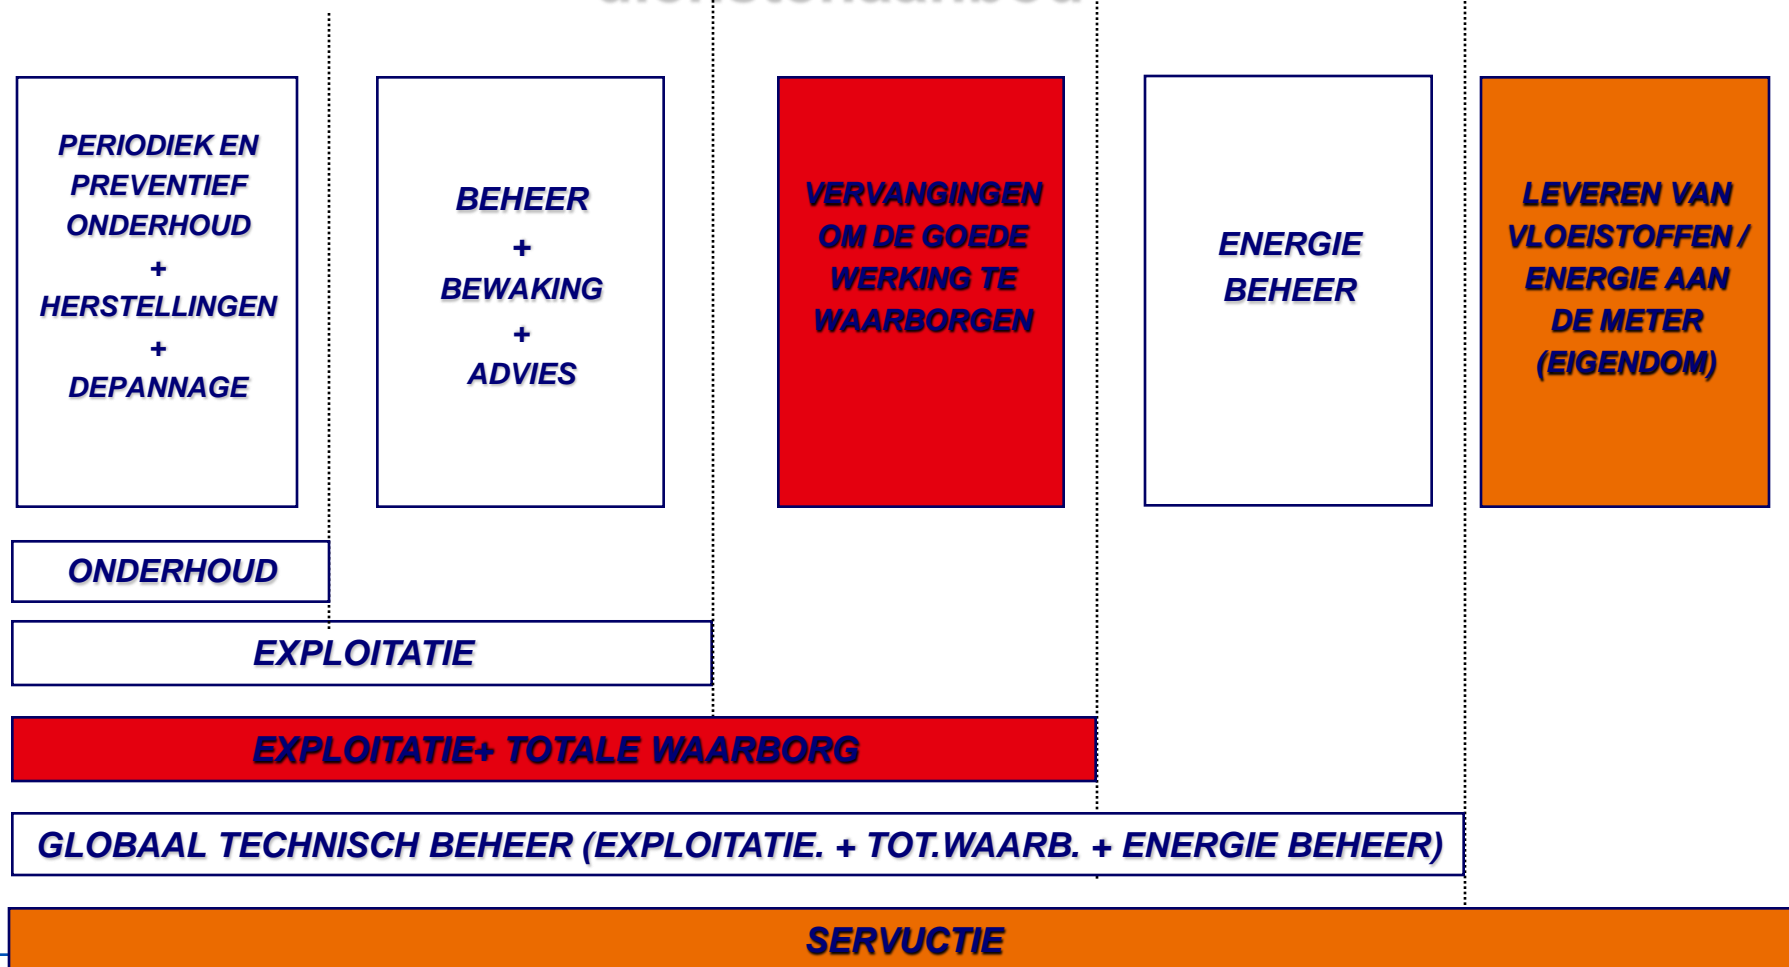 PERIODIEK EN
PREVENTIEF
ONDERHOUD
+
HERSTELLINGEN
+
DEPANNAGE
BEHEER
+
BEWAKING
+
ADVIES
VERVANGINGEN
OM DE GOEDE
WERKING TE
WAARBORGEN
ENERGIE
BEHEER
LEVEREN VAN
VLOEISTOFFEN /
ENERGIE AAN
DE METER
(EIGENDOM)
ONDERHOUD
EXPLOITATIE
EXPLOITATIE+ TOTALE WAARBORG
GLOBAAL TECHNISCH BEHEER (EXPLOITATIE. + TOT.WAARB. + ENERGIE BEHEER)
SERVUCTIE